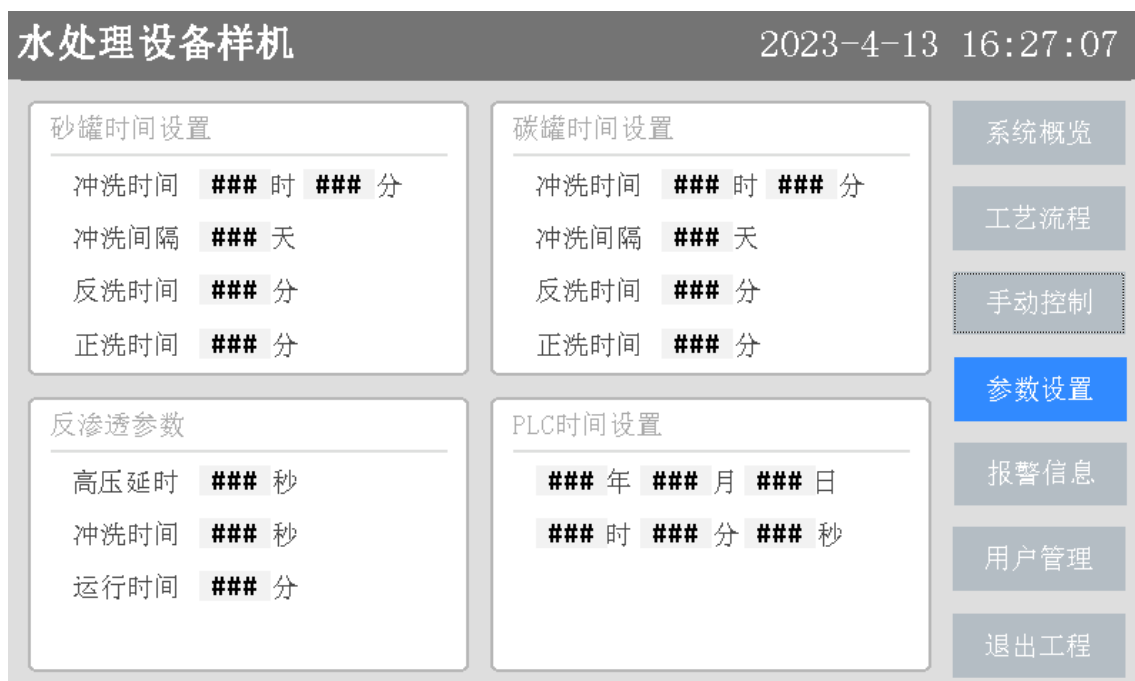 水处理设备样机 2023-4-13 16:27:07
砂罐时间设置
冲洗时间 ### 时 ### 分
冲洗间隔 ### 天
反洗时间 ### 分
正洗时间 ### 分
碳罐时间设置
冲洗时间 ### 时 ### 分
冲洗间隔 ### 天
反洗时间 ### 分
正洗时间 ### 分
反渗透参数
高压延时 ### 秒
冲洗时间 ### 秒
运行时间 ### 分
PLC时间设置
### 年 ### 月 ### 日
### 时 ### 分 ### 秒
系统概览
工艺流程
手动控制
参数设置
报警信息
用户管理
退出工程